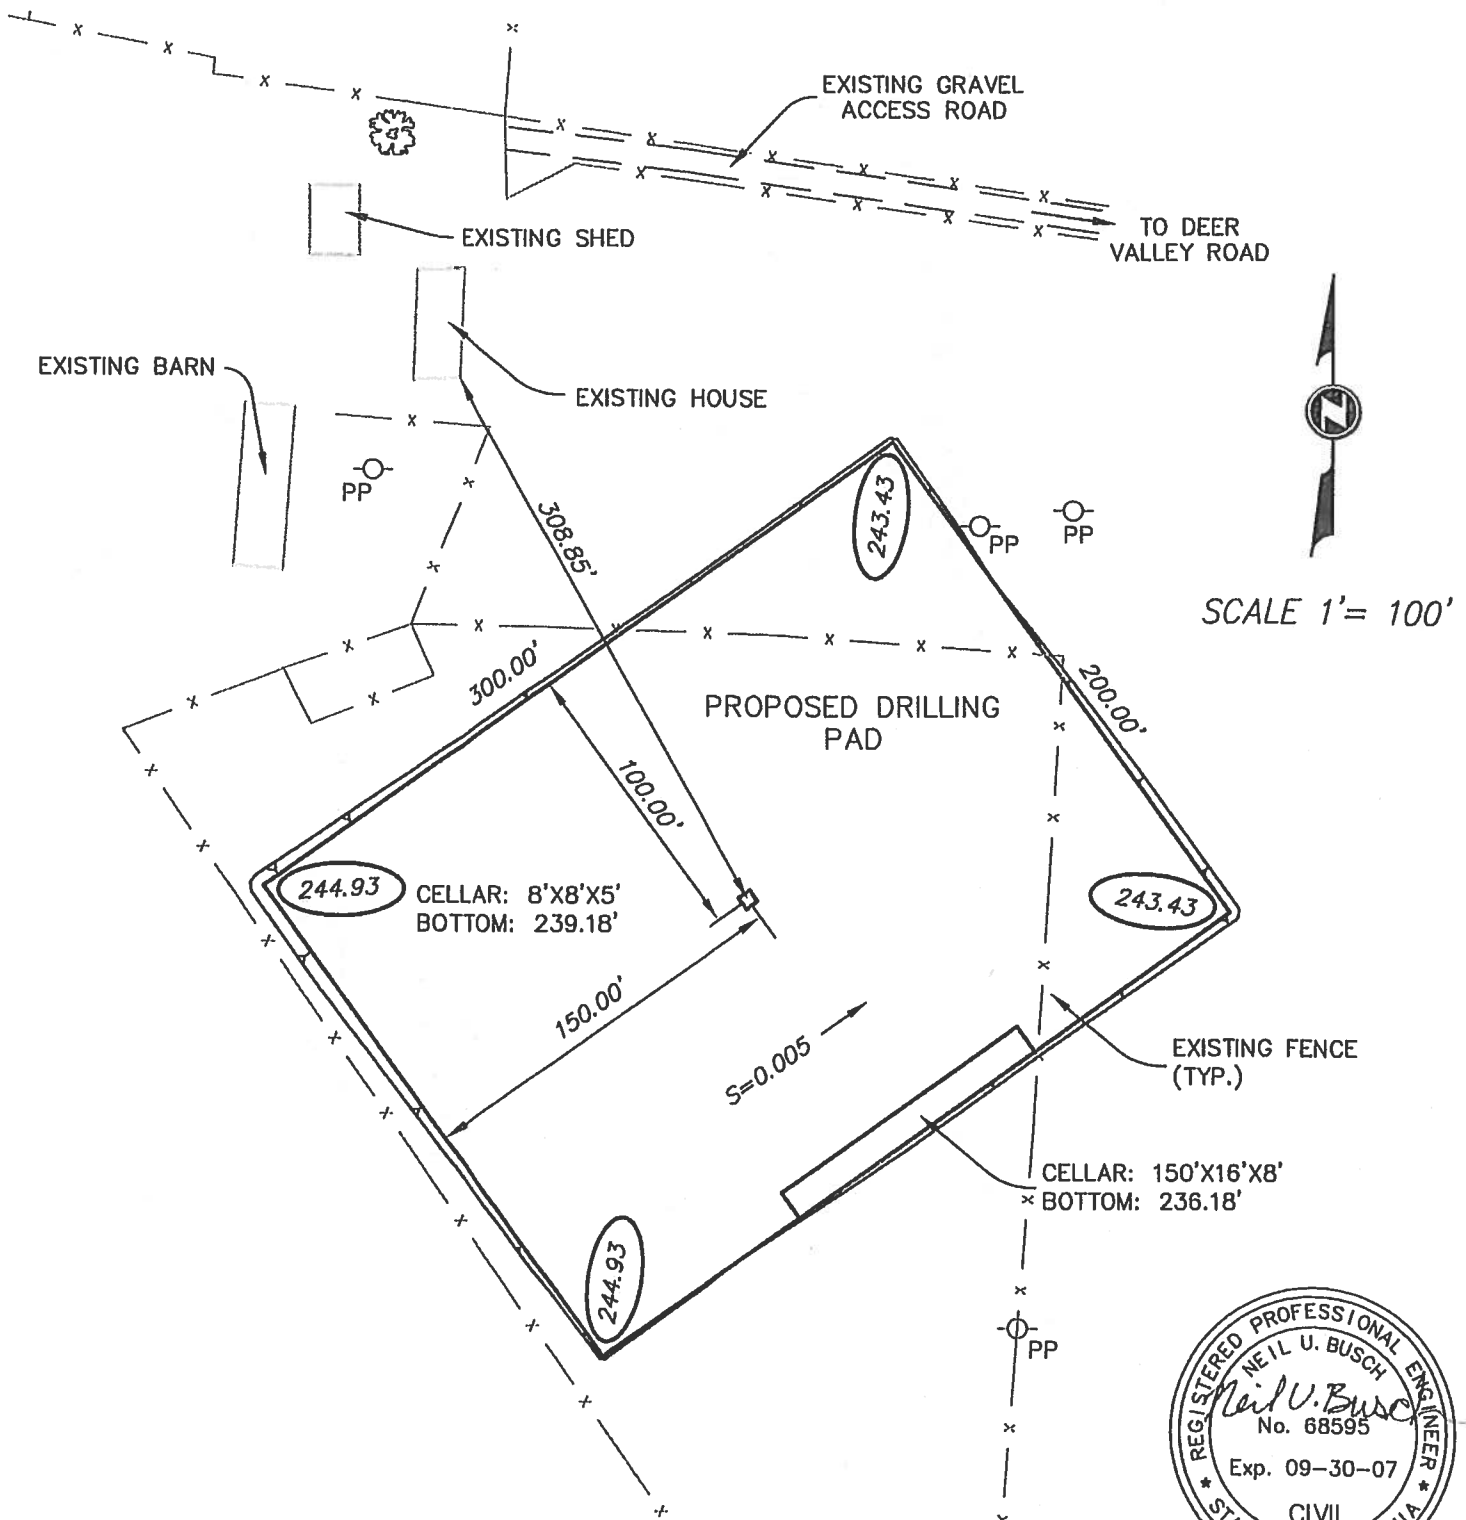 EXISTING GRAVEL
ACCESS ROAD
TO DEER
VALLEY ROAD
EXISTING SHED
EXISTING BARN
EXISTING HOUSE
PP
308.85'
243.43
PP
PP
SCALE 1'= 100'
300.00'
PROPOSED DRILLING
PAD
200.00'
100.00'
244.93
CELLAR: 8'X8'X5'
BOTTOM: 239.18'
243.43
150.00'
S=0.005
EXISTING FENCE
(TYP.)
CELLAR: 150'X16'X8'
BOTTOM: 236.18'
244.93
PP
REGISTERED PROFESSIONAL ENGINEER
NEIL U. BUSCH
Neil U. Busc
No. 68595
Exp. 09-30-07
CIVIL